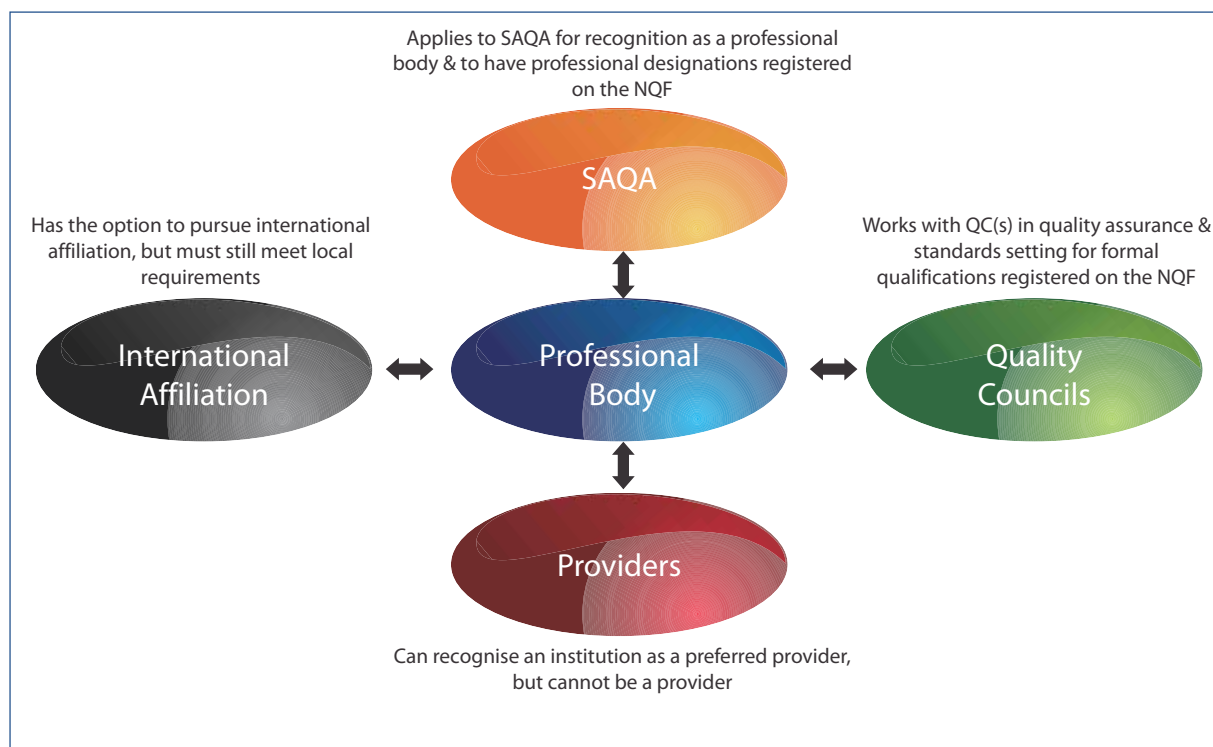 Applies to SAQA for recognition as a professional
body & to have professional designations registered
on the NQF
SAQA
Has the option to pursue international
affiliation, but must still meet local
requirements
Works with QC(s) in quality assurance &
standards setting for formal
qualifications registered on the NQF
International
Affiliation
Professional
Body
Quality
Councils
Providers
Can recognise an institution as a preferred provider,
but cannot be a provider